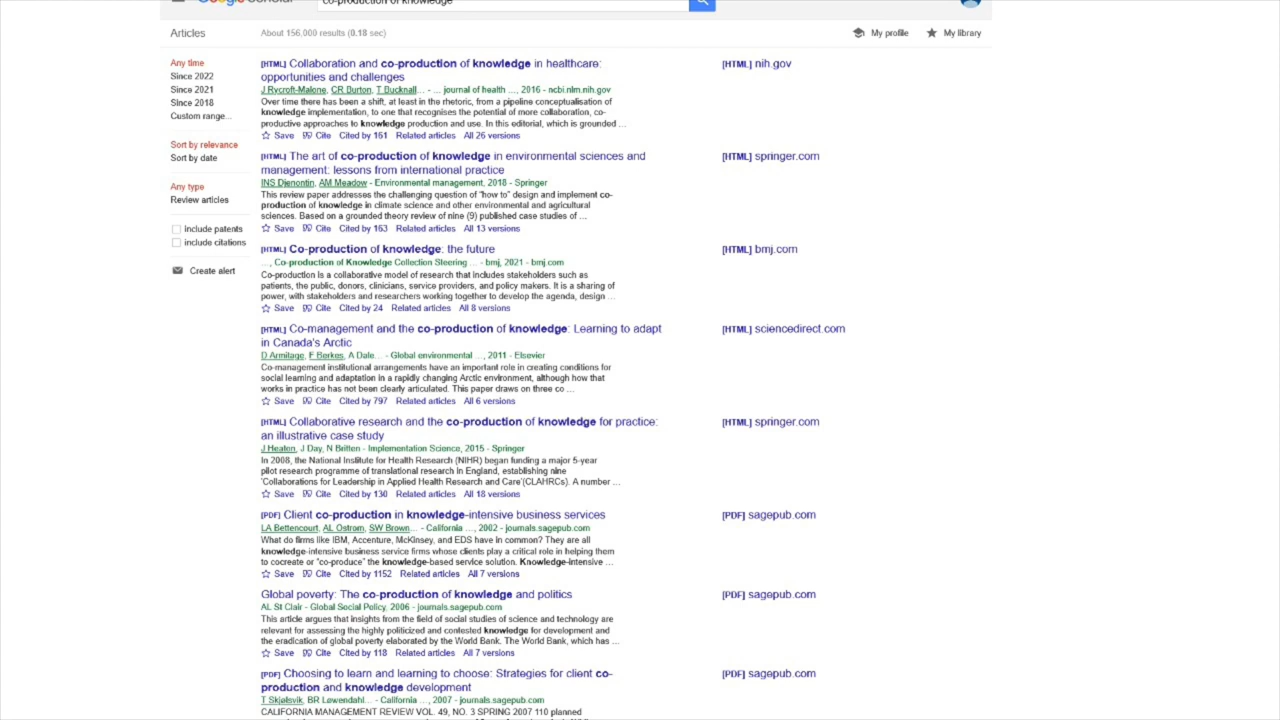 Google Scholar
co-production of knowledge
Articles
About 156,000 results (0.18 sec)
My profile
My library
Any time
Since 2022
Since 2021
Since 2018
Custom range...
Sort by relevance
Sort by date
Any type
Review articles
include patents
include citations
Create alert
[HTML] Collaboration and co-production of knowledge in healthcare:
opportunities and challenges
[HTML] nih.gov
J Rycroft-Malone, CR Burton, T Bucknall... - ... journal of health ..., 2016 - ncbi.nlm.nih.gov
Over time there has been a shift, at least in the rhetoric, from a pipeline conceptualisation of
knowledge implementation, to one that recognises the potential of more collaboration, co-
productive approaches to knowledge production and use. In this editorial, which is grounded ...
Save Cite Cited by 161 Related articles All 26 versions
[HTML] The art of co-production of knowledge in environmental sciences and
management: lessons from international practice
[HTML] springer.com
INS Djenontin, AM Meadow - Environmental management, 2018 - Springer
This review paper addresses the challenging question of "how to" design and implement co-
production of knowledge in climate science and other environmental and agricultural
sciences. Based on a grounded theory review of nine (9) published case studies of ...
Save Cite Cited by 163 Related articles All 13 versions
[HTML] Co-production of knowledge: the future
[HTML] bmj.com
..., Co-production of Knowledge Collection Steering ... - bmj, 2021 - bmj.com
Co-production is a collaborative model of research that includes stakeholders such as
patients, the public, donors, clinicians, service providers, and policy makers. It is a sharing of
power, with stakeholders and researchers working together to develop the agenda, design ...
Save Cite Cited by 24 Related articles All 8 versions
[HTML] Co-management and the co-production of knowledge: Learning to adapt
in Canada's Arctic
[HTML] sciencedirect.com
D Armitage, F Berkes, A Dale... - Global environmental ..., 2011 - Elsevier
Co-management institutional arrangements have an important role in creating conditions for
social learning and adaptation in a rapidly changing Arctic environment, although how that
works in practice has not been clearly articulated. This paper draws on three co ...
Save Cite Cited by 797 Related articles All 6 versions
[HTML] Collaborative research and the co-production of knowledge for practice:
an illustrative case study
[HTML] springer.com
J Heaten, J Day, N Britten - Implementation Science, 2015 - Springer
In 2008, the National Institute for Health Research (NIHR) began funding a major 5-year
pilot research programme of translational research in England, establishing nine
'Collaborations for Leadership in Applied Health Research and Care'(CLAHRCs). A number ...
Save Cite Cited by 130 Related articles All 18 versions
[PDF] Client co-production in knowledge-intensive business services
[PDF] sagepub.com
LA Bettencourt, AL Ostrom, SW Brown... - California ..., 2002 - journals.sagepub.com
What do firms like IBM, Accenture, McKinsey, and EDS have in common? They are all
knowledge-intensive business service firms whose clients play a critical role in helping them
to cocreate or "co-produce" the knowledge-based service solution. Knowledge-intensive ...
Save Cite Cited by 1152 Related articles All 7 versions
Global poverty: The co-production of knowledge and politics
[PDF] sagepub.com
AL St Clair - Global Social Policy, 2006 - journals.sagepub.com
This article argues that insights from the field of social studies of science and technology are
relevant for assessing the highly politicized and contested knowledge for development and
the eradication of global poverty elaborated by the World Bank. The World Bank, which has ...
Save Cite Cited by 118 Related articles All 7 versions
[PDF] Choosing to learn and learning to choose: Strategies for client co-
production and knowledge development
[PDF] sagepub.com
T Skjølsvik, BR Løwendahl... - California ..., 2007 - journals.sagepub.com
CALIFORNIA MANAGEMENT REVIEW VOL. 49, NO. 3 SPRING 2007 110 planned